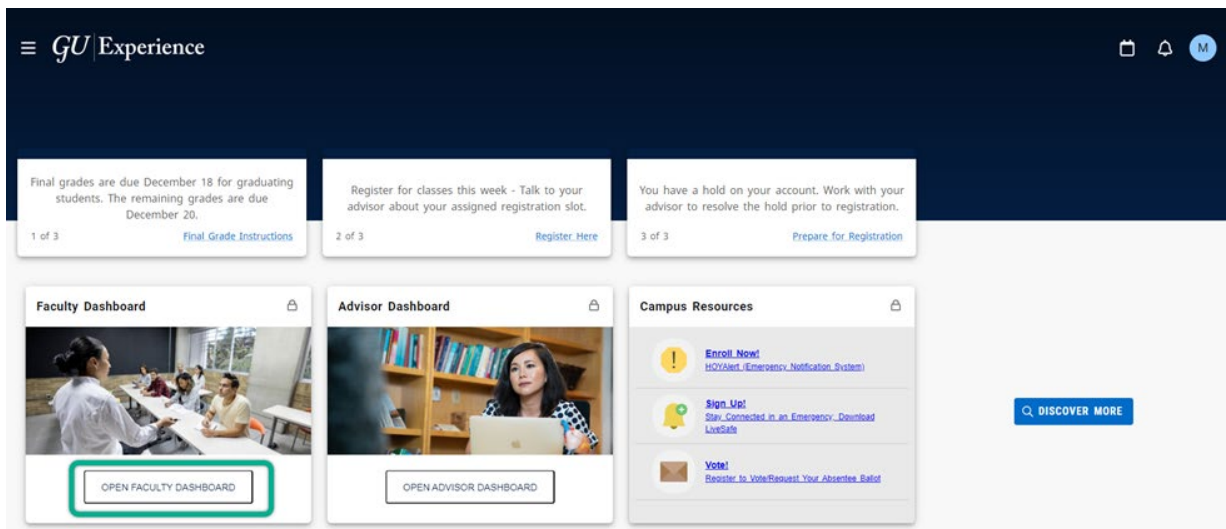 GU Experience
M
Final grades are due December 18 for graduating
students. The remaining grades are due
December 20.
1 of 3 Final Grade Instructions
Register for classes this week - Talk to your
advisor about your assigned registration slot.
2 of 3 Register Here
You have a hold on your account. Work with your
advisor to resolve the hold prior to registration.
3 of 3 Prepare for Registration
Faculty Dashboard
OPEN FACULTY DASHBOARD
Advisor Dashboard
OPEN ADVISOR DASHBOARD
Campus Resources
Enroll Now!
HOYAlert (Emergency Notification System)
Sign Up!
Stay Connected in an Emergency; Download
LiveSafe
Vote!
Register to Vote/Request Your Absentee Ballot
DISCOVER MORE